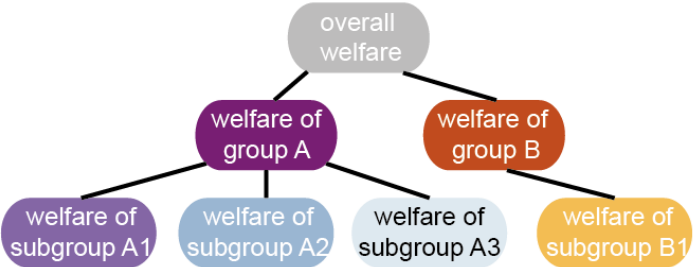 overall
welfare
welfare of
group A
welfare of
group B
welfare of
subgroup A1
welfare of
subgroup A2
welfare of
subgroup A3
welfare of
subgroup B1